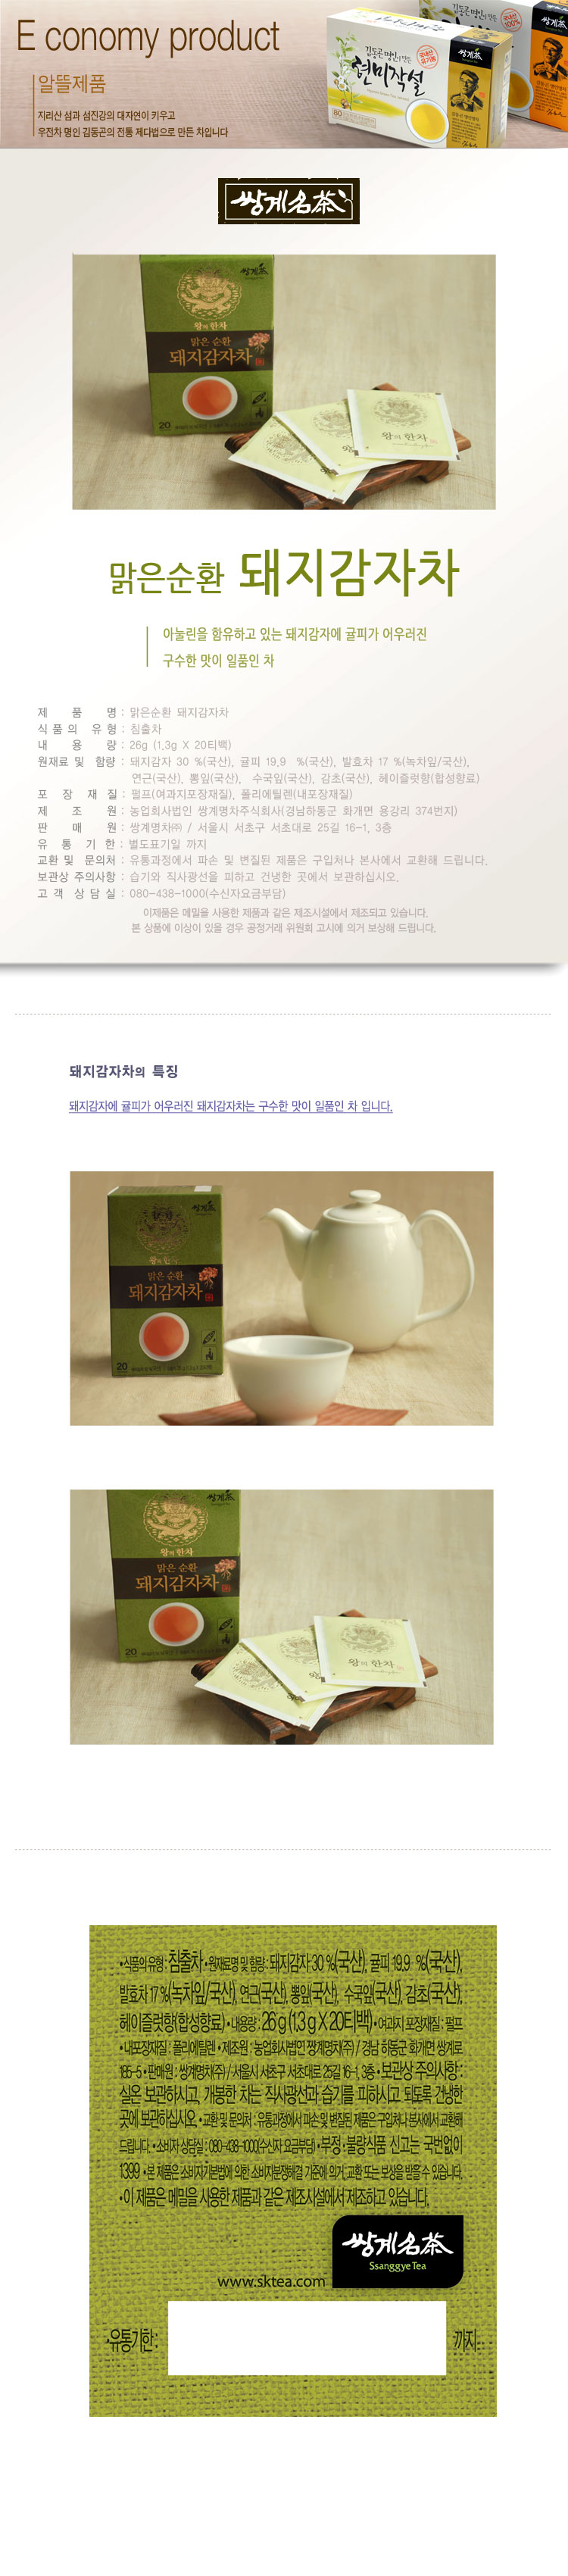 E conomy product
알뜰제품
지리산 섬과 섬진강의 대자연이 키우고
우전차 명인 김동곤의 전통 제다법으로 만든 차입니다
김동곤 명인이 만든
현미작설
쌍계茶
쌍계名茶
쌍계茶
왕의 한차
맑은 순환
돼지감자차
20
왕의 한차
맑은순환 돼지감자차
아눌린을 함유하고 있는 돼지감자에 귤피가 어우러진
구수한 맛이 일품인 차
제 품 명 : 맑은순환 돼지감자차
식품의 유형 : 침출차
내 용 량 : 26g (1,3g X 20티백)
원재료 및 함량 : 돼지감자 30 %(국산), 귤피 19,9 %(국산), 발효차 17 %(녹차잎/국산),
연근(국산), 뽕잎(국산), 수국잎(국산), 감초(국산), 헤이즐럿향(합성향료)
포 장 재 질 : 펄프(여과지포장재질), 폴리에틸렌(내포장재질)
제 조 원 : 농업회사법인 쌍계명차주식회사(경남하동군 화개면 용강리 374번지)
판 매 원 : 쌍계명차㈜ / 서울시 서초구 서초대로 25길 16-1, 3층
유 통 기 한 : 별도표기일 까지
교환 및 문의처 : 유통과정에서 파손 및 변질된 제품은 구입처나 본사에서 교환해 드립니다.
보관상 주의사항 : 습기와 직사광선을 피하고 건냉한 곳에서 보관하십시오.
고 객 상 담 실 : 080-438-1000(수신자요금부담)
이제품은 메밀을 사용한 제품과 같은 제조시설에서 제조되고 있습니다.
본 상품에 이상이 있을 경우 공정거래 위원회 고시에 의거 보상해 드립니다.
돼지감자차의 특징
돼지감자에 귤피가 어우러진 돼지감자차는 구수한 맛이 일품인 차 입니다.
왕의 한차
맑은 순환
돼지감자차
20
쌍계茶
왕의 한차
맑은 순환
돼지감자차
20
왕의 한차
•식품의 유형 : 침출차 •원재료명 및 함량 : 돼지감자 30 %(국산), 귤피 19.9 %(국산),
발효차 17 %(녹차잎/국산), 연근(국산), 뽕잎(국산), 수국잎(국산), 감초(국산),
헤이즐럿향(합성향료) •내용량 : 26 g (1,3 g X 20티백) •여과지 포장재질 : 펄프
•내포장재질 : 폴리에틸렌 •제조원 : 농업회사법인 쌍계명차(주) / 경남 하동군 화개면 쌍계로
185-5 •판매원 : 쌍계명차(주) / 서울시 서초구 서초대로 25길 16-1, 3층 •보관상 주의사항 :
실온 보관하시고, 개봉한 차는 직사광선과 습기를 피하시고 되도록 건냉한
곳에 보관하십시오. •교환 및 문의처 : 유통과정에서 파손 및 변질된 제품은 구입처나 본사에서 교환해
드립니다. •소비자 상담실 : 080-438-1000(수신자 요금부담) •부정·불량식품 신고는 국번없이
1399 •본 제품은 소비자기본법에 의한 소비자분쟁해결 기준에 의거, 교환 또는 보상을 받을 수 있습니다.
•이 제품은 메밀을 사용한 제품과 같은 제조시설에서 제조하고 있습니다.
쌍계名茶
Ssanggye Tea
www.sktea.com
•유통기한 : 까지